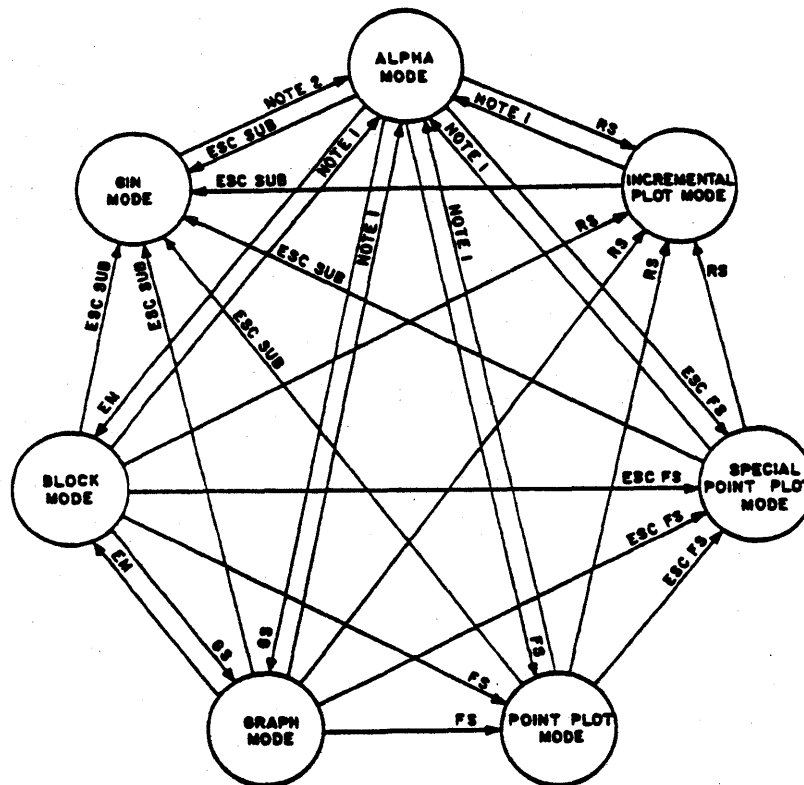 ALPHA
MODE
NOTE 2
ESC SUB
NOTE 1
RS
GIN
MODE
ESC SUB
INCREMENTAL
PLOT MODE
NOTE 1
NOTE 1
NOTE 1
NOTE 1
RS
RS
RS
RS
ESC SUB
ESC SUB
ESC SUB
ESC SUB
EM
ESC FS
BLOCK
MODE
ESC FS
SPECIAL
POINT PLOT
MODE
EM
GS
GS
FS
FS
ESC FS
ESC FS
GRAPH
MODE
FS
POINT PLOT
MODE